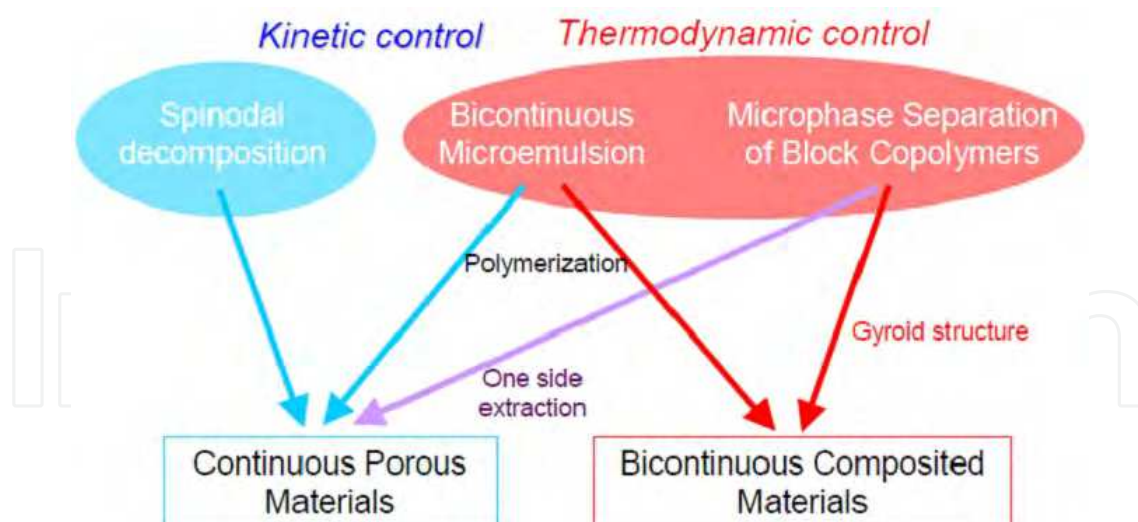 Kinetic control
Thermodynamic control
Spinodal
decomposition
Bicontinuous
Microemulsion
Microphase Separation
of Block Copolymers
Polymerization
Gyroid structure
One side
extraction
Continuous Porous
Materials
Bicontinuous Composited
Materials